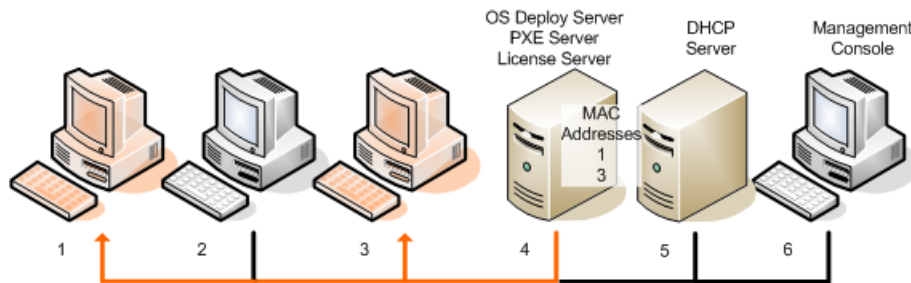 OS Deploy Server
PXE Server
License Server
DHCP
Server
Management
Console
MAC
Addresses
1
3
1
2
3
4
5
6